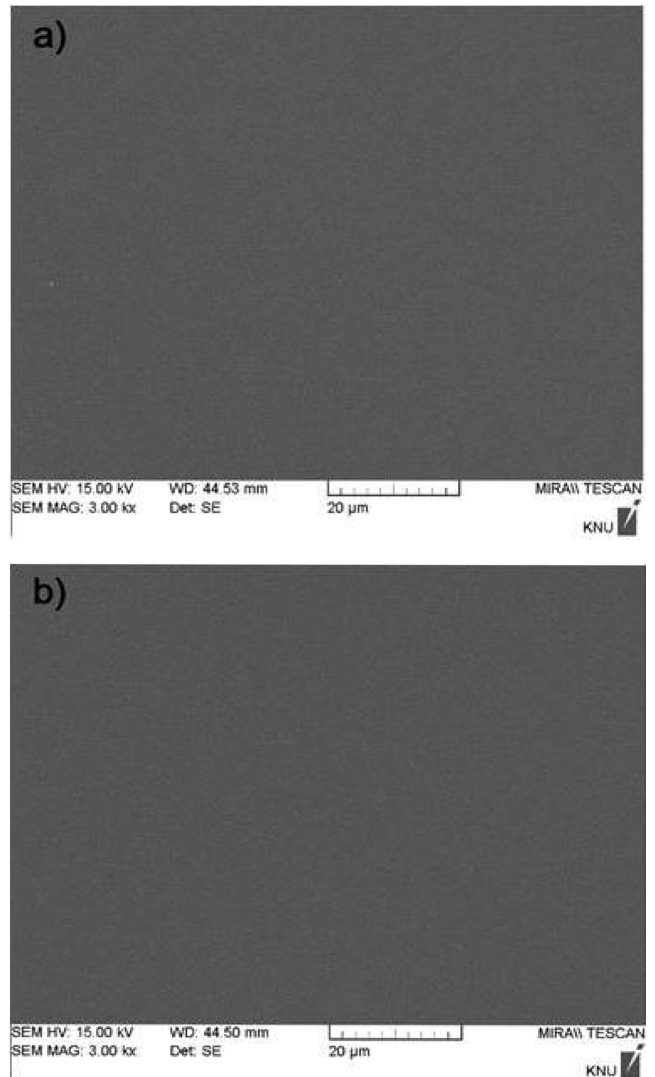 a)
SEM HV: 15.00 kV WD: 44.53 mm MIRA\\ TESCAN
SEM MAG: 3.00 kx Det: SE 20 µm
KNU
b)
SEM HV: 15.00 kV WD: 44.50 mm MIRA\\ TESCAN
SEM MAG: 3.00 kx Det: SE 20 µm
KNU